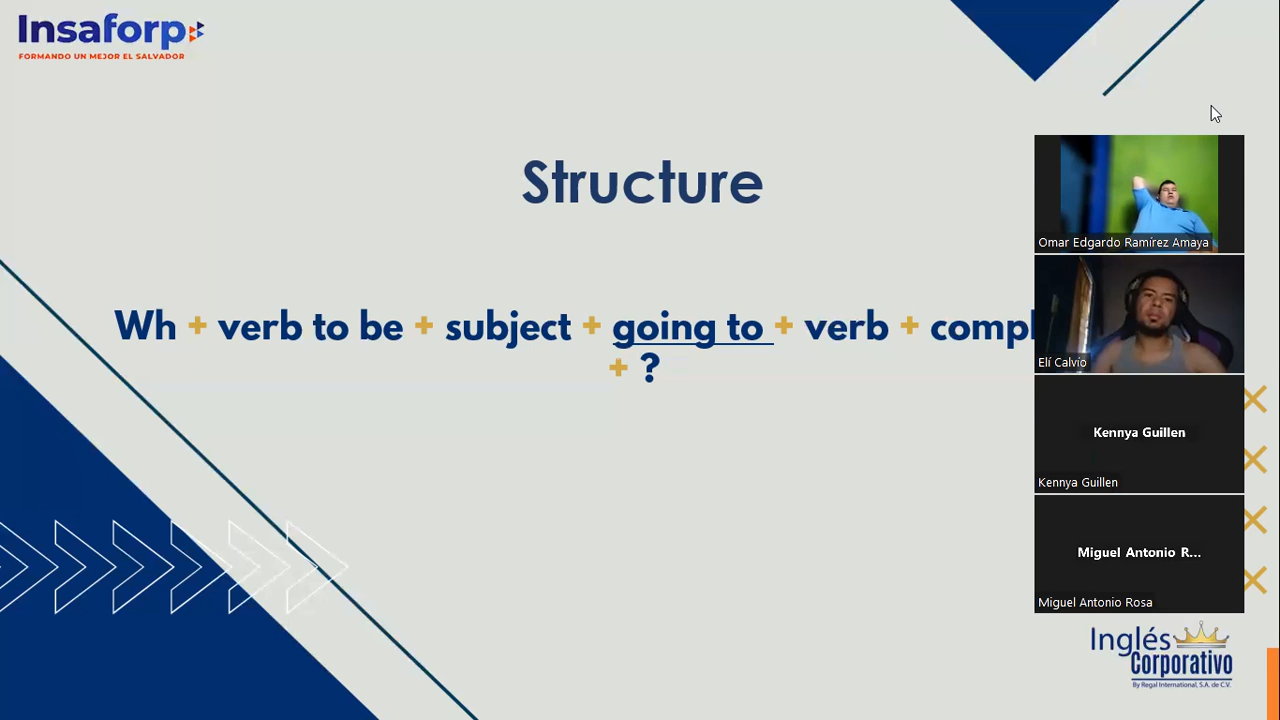 Insaforp
FORMANDO UN MEJOR EL SALVADOR
Structure
Wh + verb to be + subject + going to + verb + compl
+ ?
Omar Edgardo Ramírez Amaya
Elí Calvio
Kennya Guillen
Kennya Guillen
Miguel Antonio R...
Miguel Antonio Rosa
Inglés
Corporativo
By Regal International, S.A. de C.V.